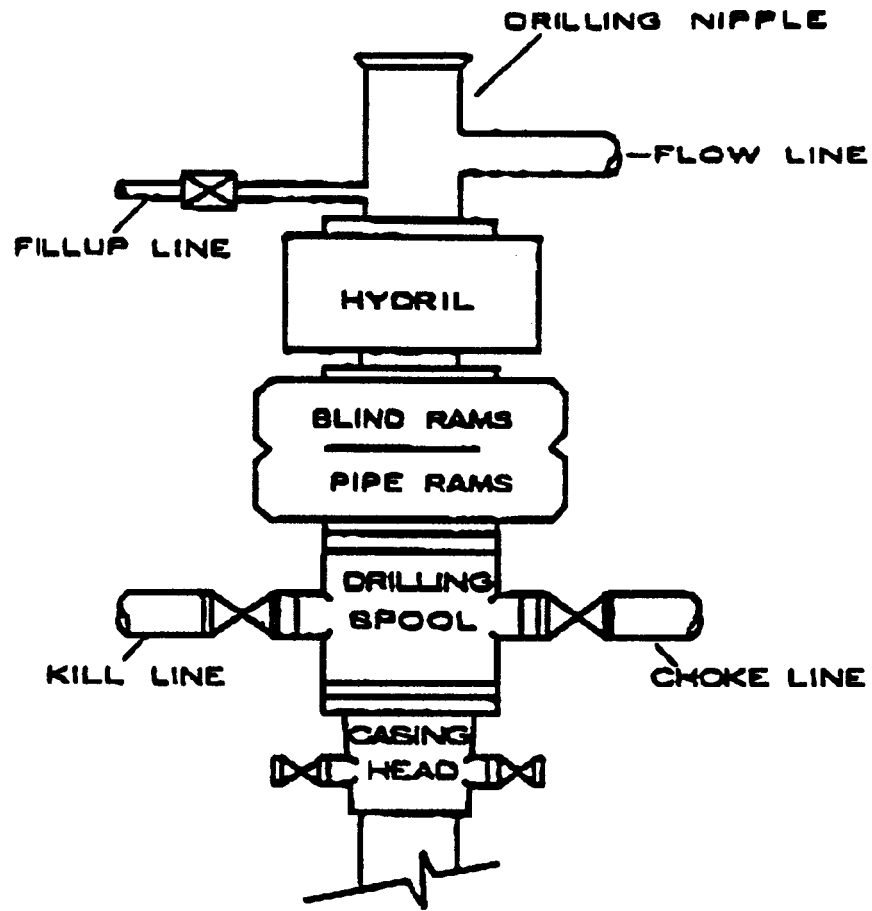 DRILLING NIPPLE
FLOW LINE
FILLUP LINE
HYDRIL
BLIND RAMS
PIPE RAMS
DRILLING
SPOOL
KILL LINE
CHOKE LINE
CASING
HEAD